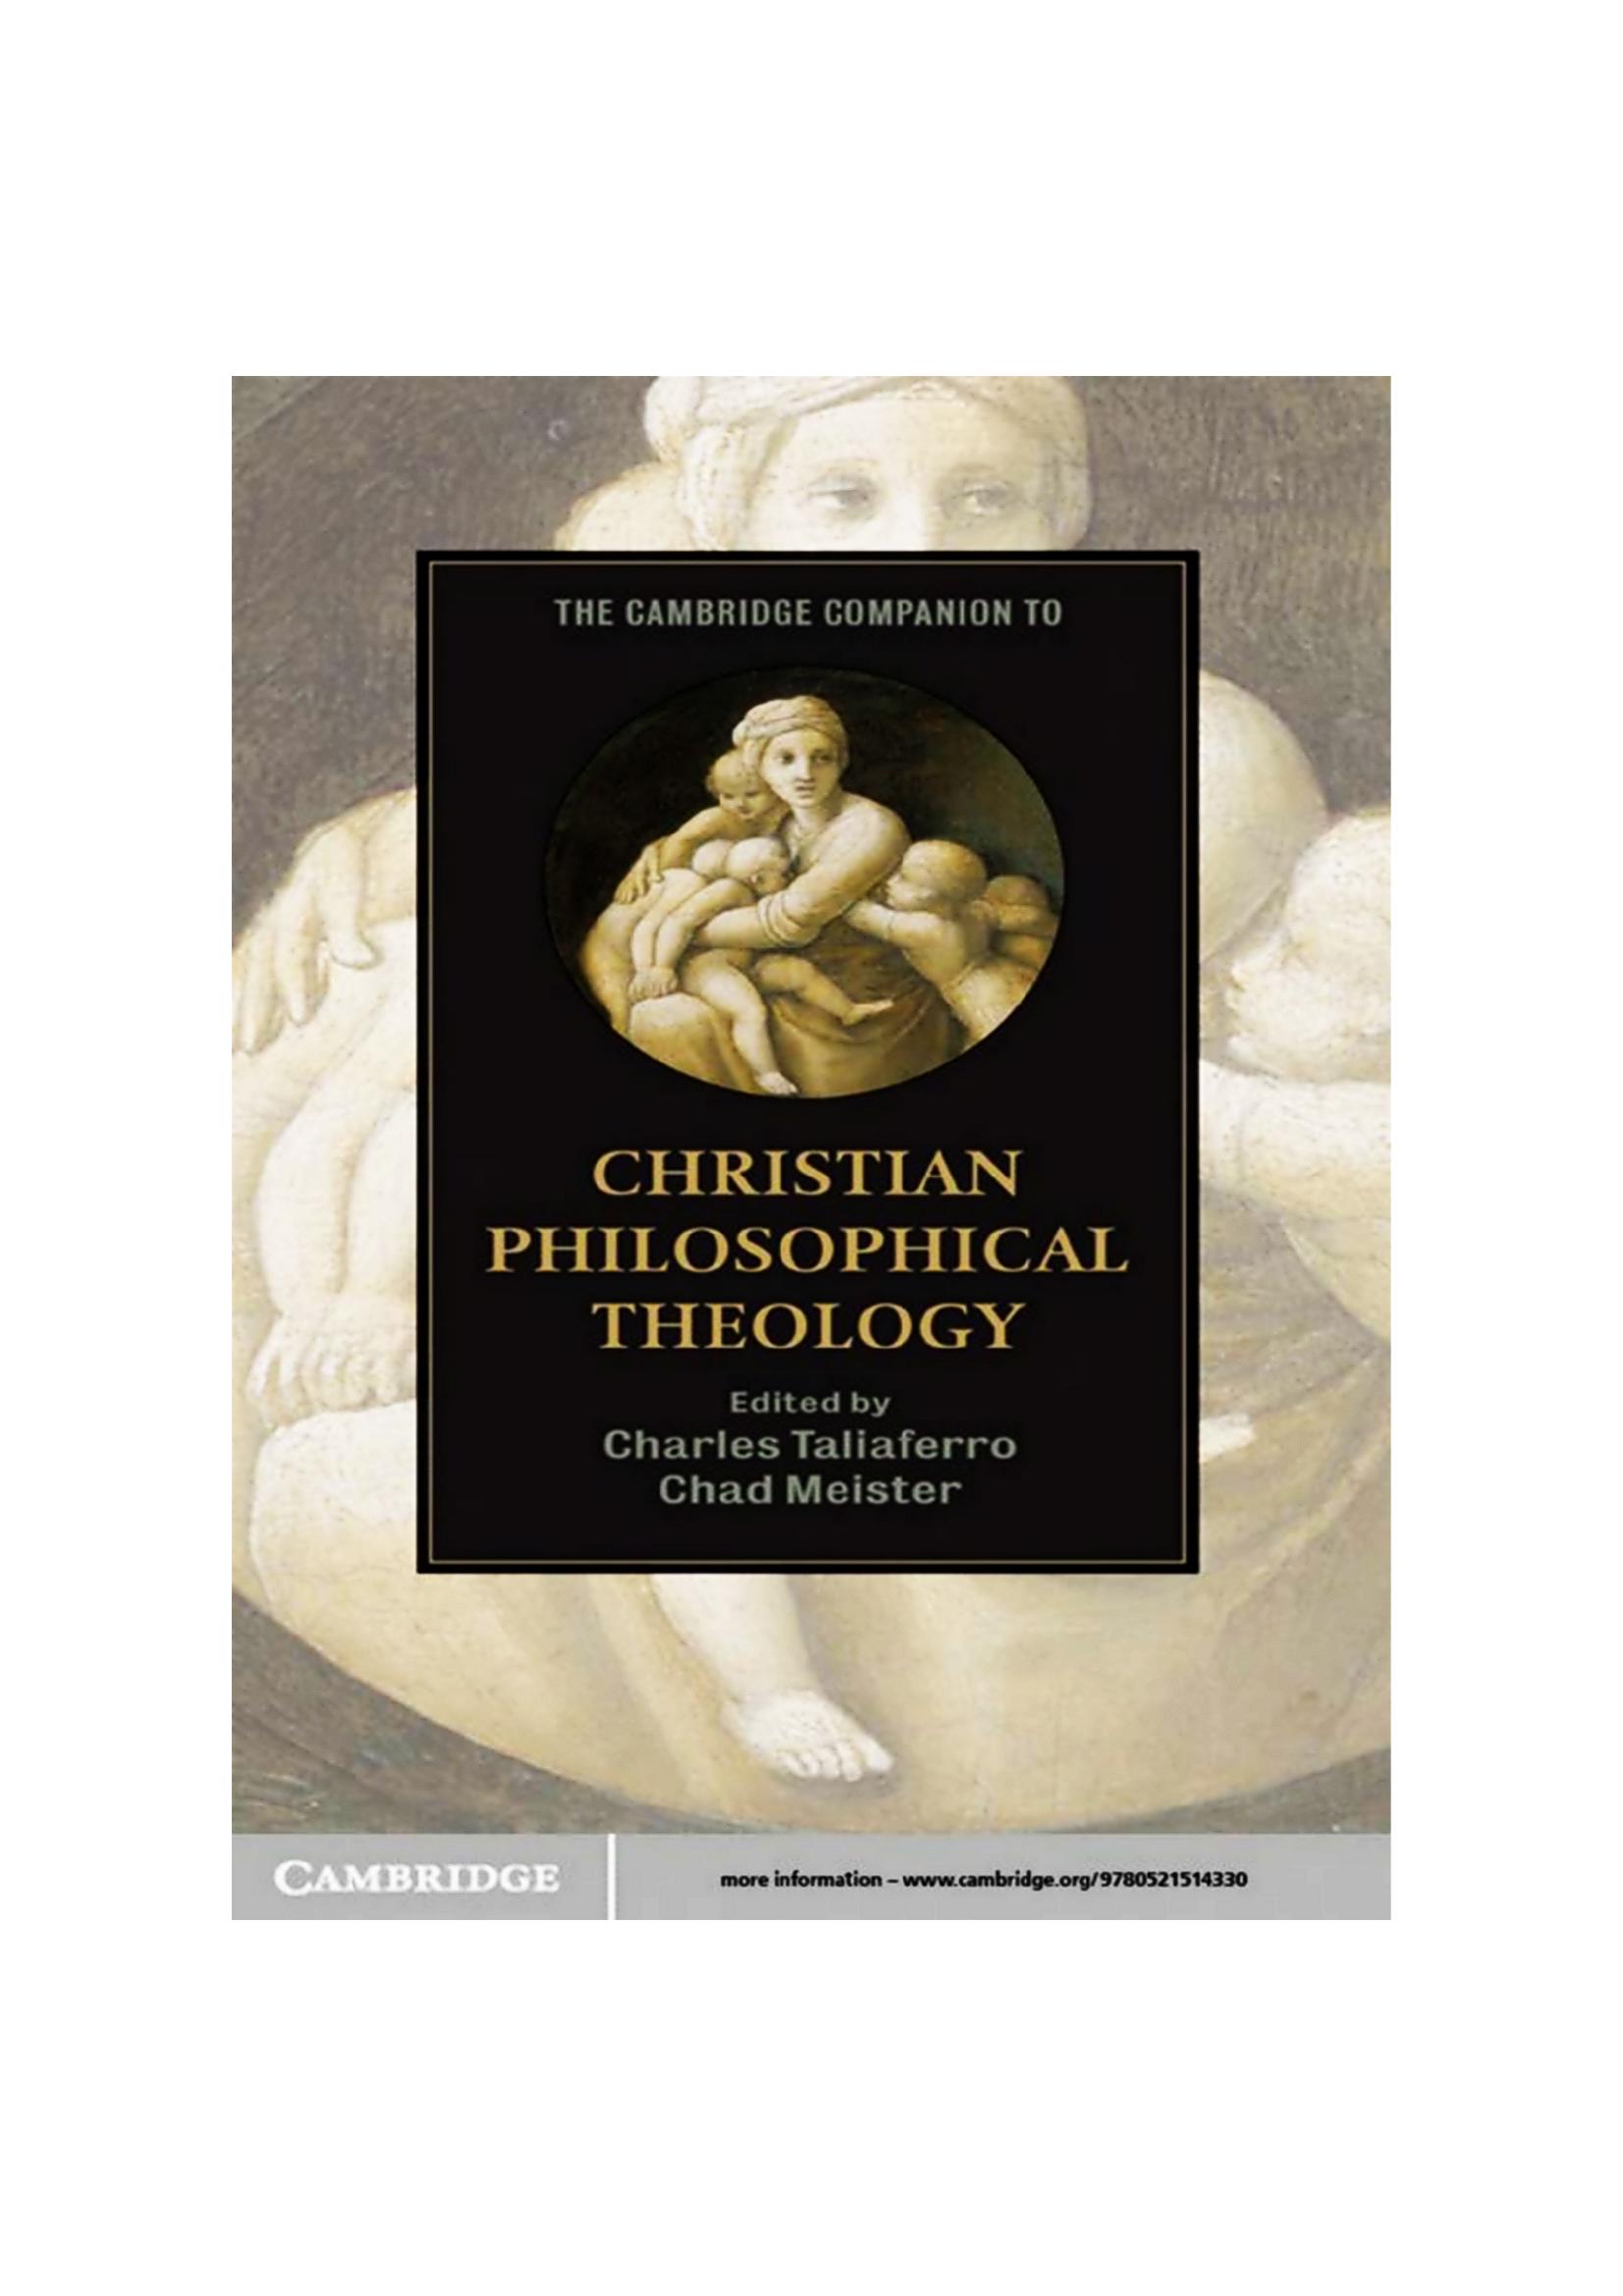 THE CAMBRIDGE COMPANION TO
CHRISTIAN
PHILOSOPHICAL
THEOLOGY
Edited by
Charles Taliaferro
Chad Meister
CAMBRIDGE
more information – www.cambridge.org/9780521514330